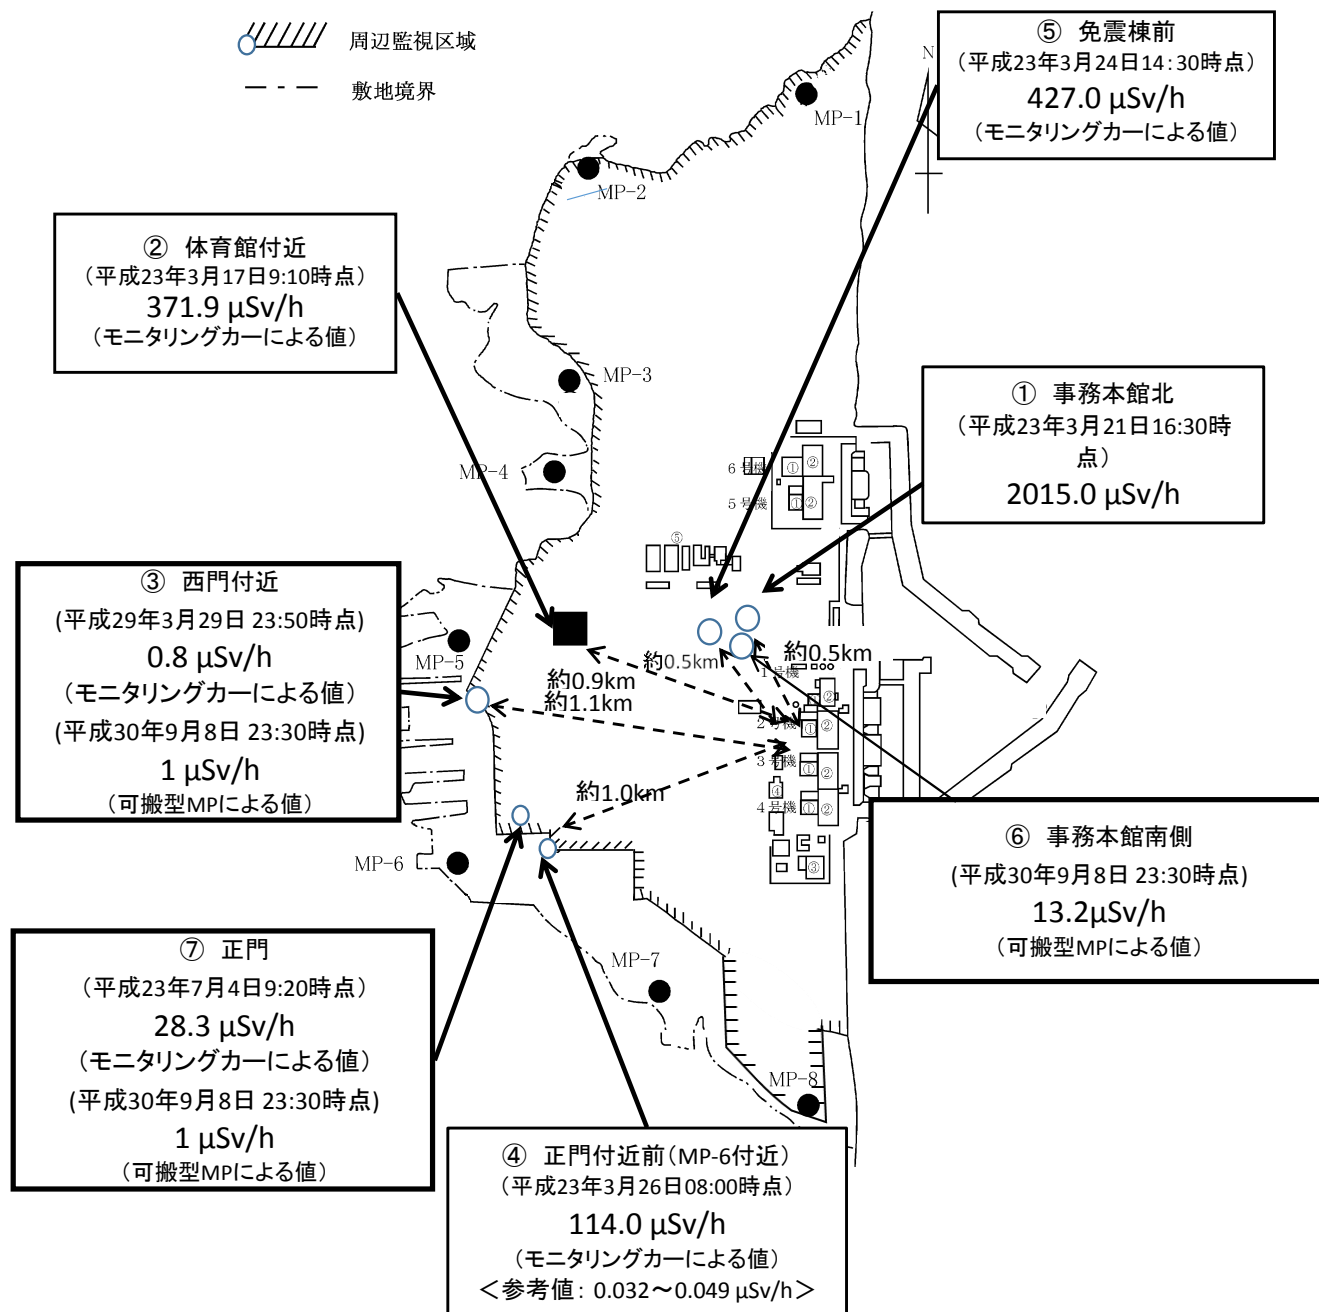 周辺監視区域
敷地境界
⑤ 免震棟前
(平成23年3月24日14:30時点)
427.0 μSv/h
(モニタリングカーによる値)
N
MP-1
MP-2
② 体育館付近
(平成23年3月17日9:10時点)
371.9 μSv/h
(モニタリングカーによる値)
MP-3
① 事務本館北
(平成23年3月21日16:30時
点)
2015.0 μSv/h
MP-4
6号機
① ②
5号機
① ②
⑤
③ 西門付近
(平成29年3月29日 23:50時点)
0.8 μSv/h
(モニタリングカーによる値)
(平成30年9月8日 23:30時点)
1 μSv/h
(可搬型MPによる値)
MP-5
約0.5km
約0.5km
約0.9km
約1.1km
1号機
②
2号機
① ②
3号機
① ②
④
4号機
① ②
③
約1.0km
MP-6
⑥ 事務本館南側
(平成30年9月8日 23:30時点)
13.2μSv/h
(可搬型MPによる値)
⑦ 正門
(平成23年7月4日9:20時点)
28.3 μSv/h
(モニタリングカーによる値)
(平成30年9月8日 23:30時点)
1 μSv/h
(可搬型MPによる値)
MP-7
MP-8
④ 正門付近前(MP-6付近)
(平成23年3月26日08:00時点)
114.0 μSv/h
(モニタリングカーによる値)
<参考値: 0.032~0.049 μSv/h>